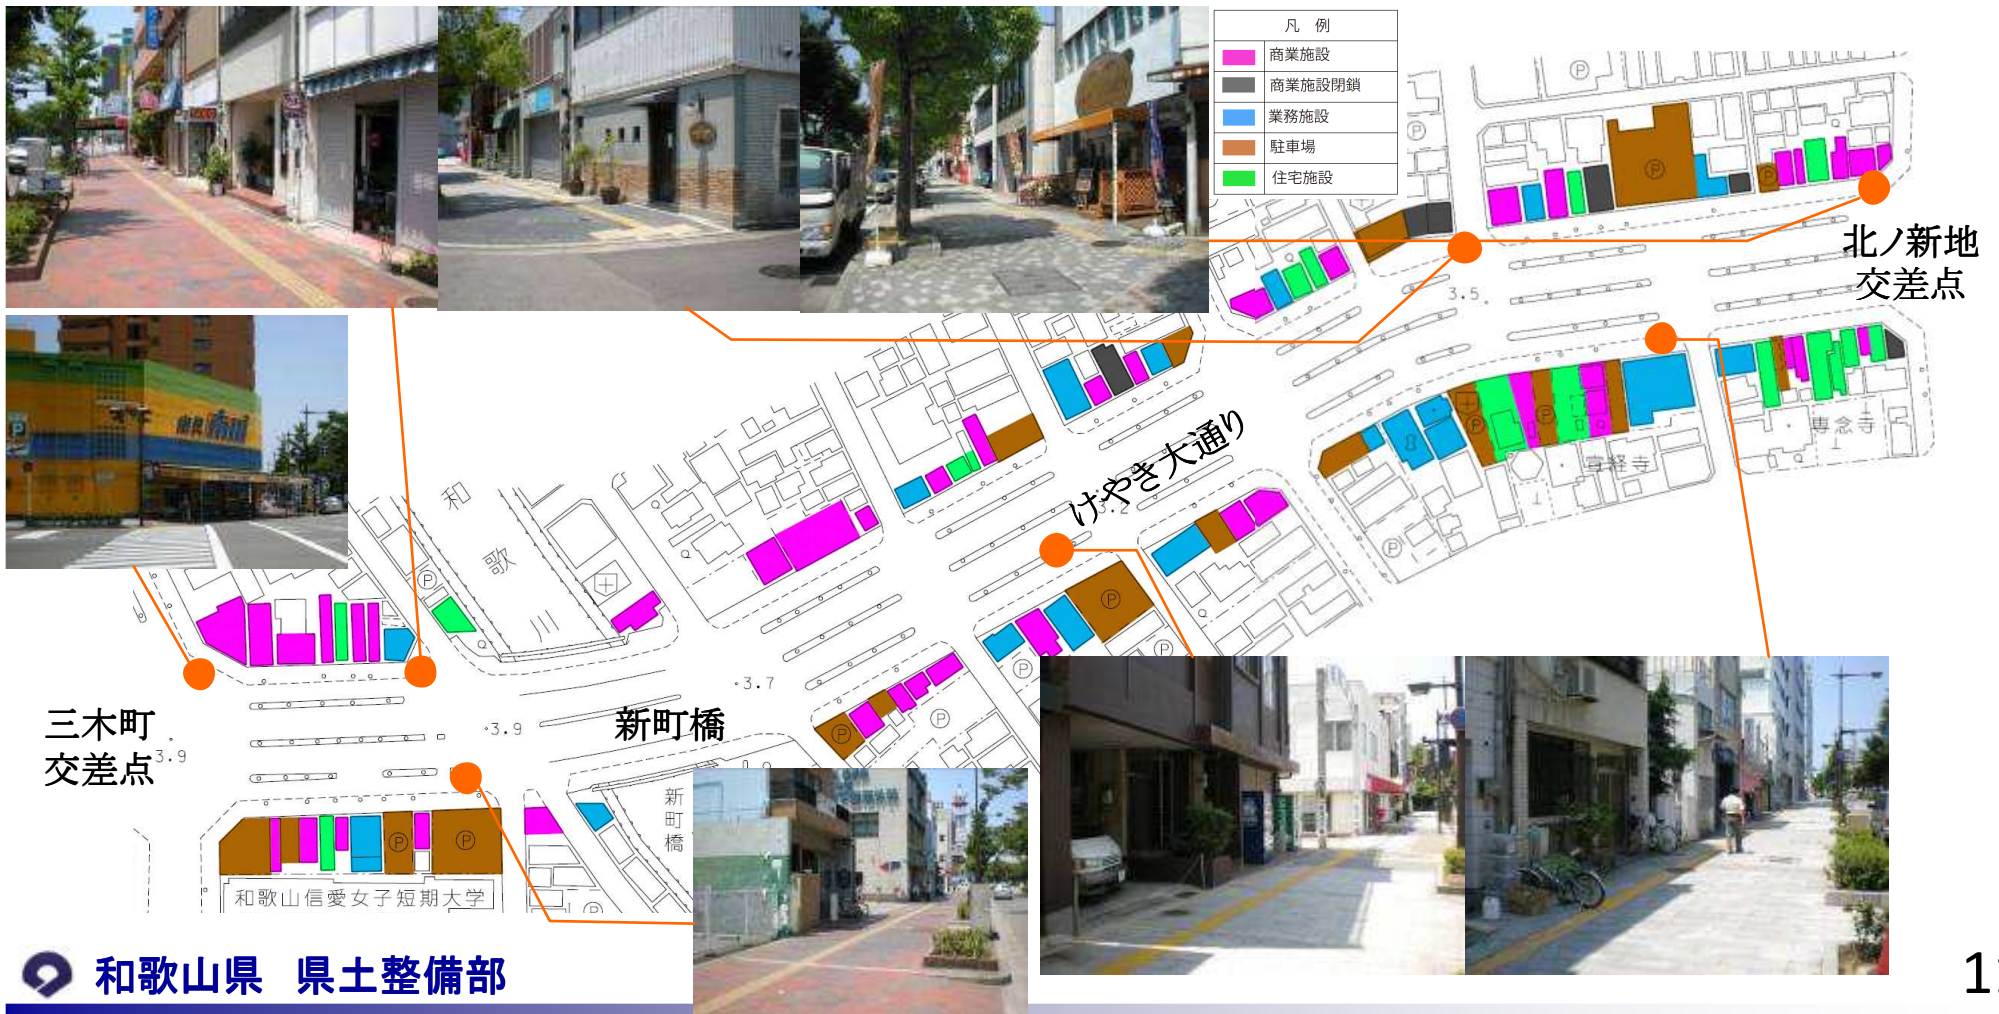 凡 例
商業施設
商業施設閉鎖
業務施設
駐車場
住宅施設
北ノ新地
交差点
3.5
けやき大通り
3.2
専念寺
和
歌
川
P
3.7
3.9
新町橋
三木町
交差点
3.9
新
町
橋
和歌山信愛女子短期大学
和歌山県 県土整備部